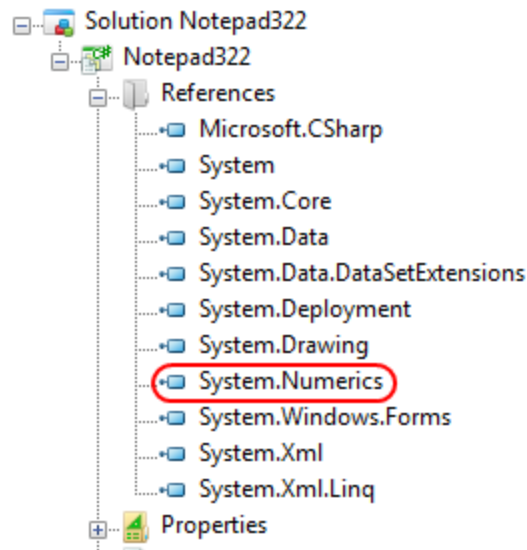 Solution Notepad322
Notepad322
References
Microsoft.CSharp
System
System.Core
System.Data
System.Data.DataSetExtensions
System.Deployment
System.Drawing
System.Numerics
System.Windows.Forms
System.Xml
System.Xml.Linq
Properties